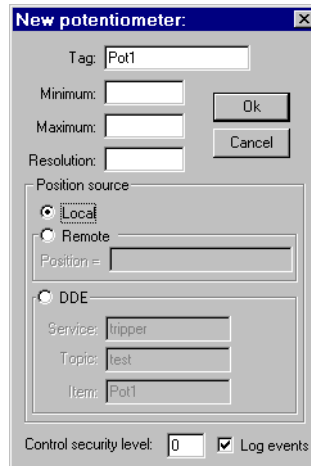 New potentiometer:
Tag: Pot1
Minimum:
Ok
Maximum:
Cancel
Resolution:
Position source
Local
Remote
Position =
DDE
Service: tripper
Topic: test
Item: Pot1
Control security level: 0 Log events